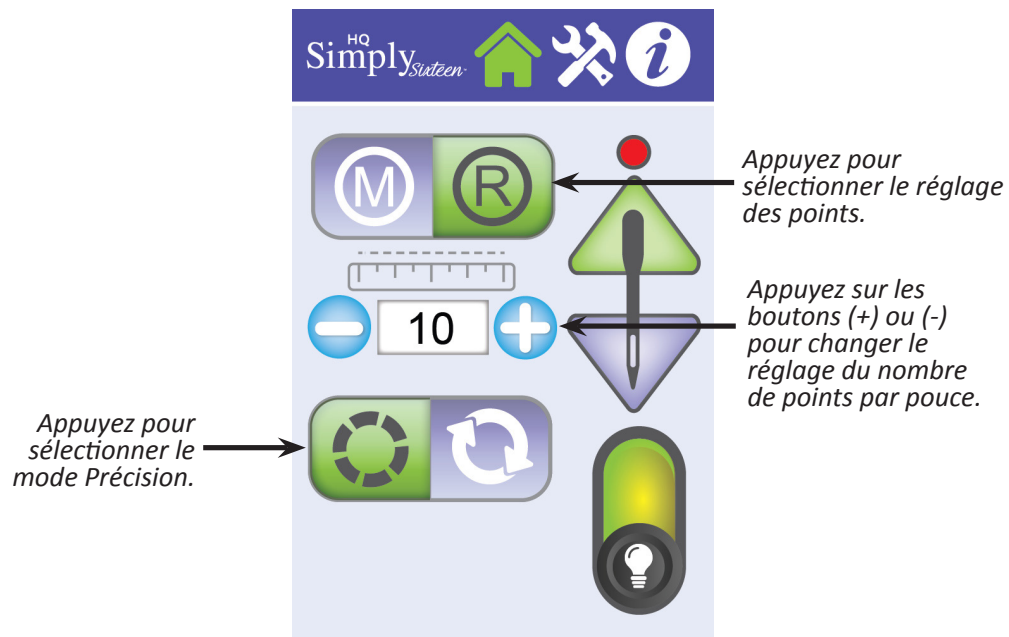 HQ
Simply Sixteen™
M R
Appuyez pour
sélectionner le réglage
des points.
10
Appuyez sur les
boutons (+) ou (-)
pour changer le
réglage du nombre
de points par pouce.
Appuyez pour
sélectionner le
mode Précision.